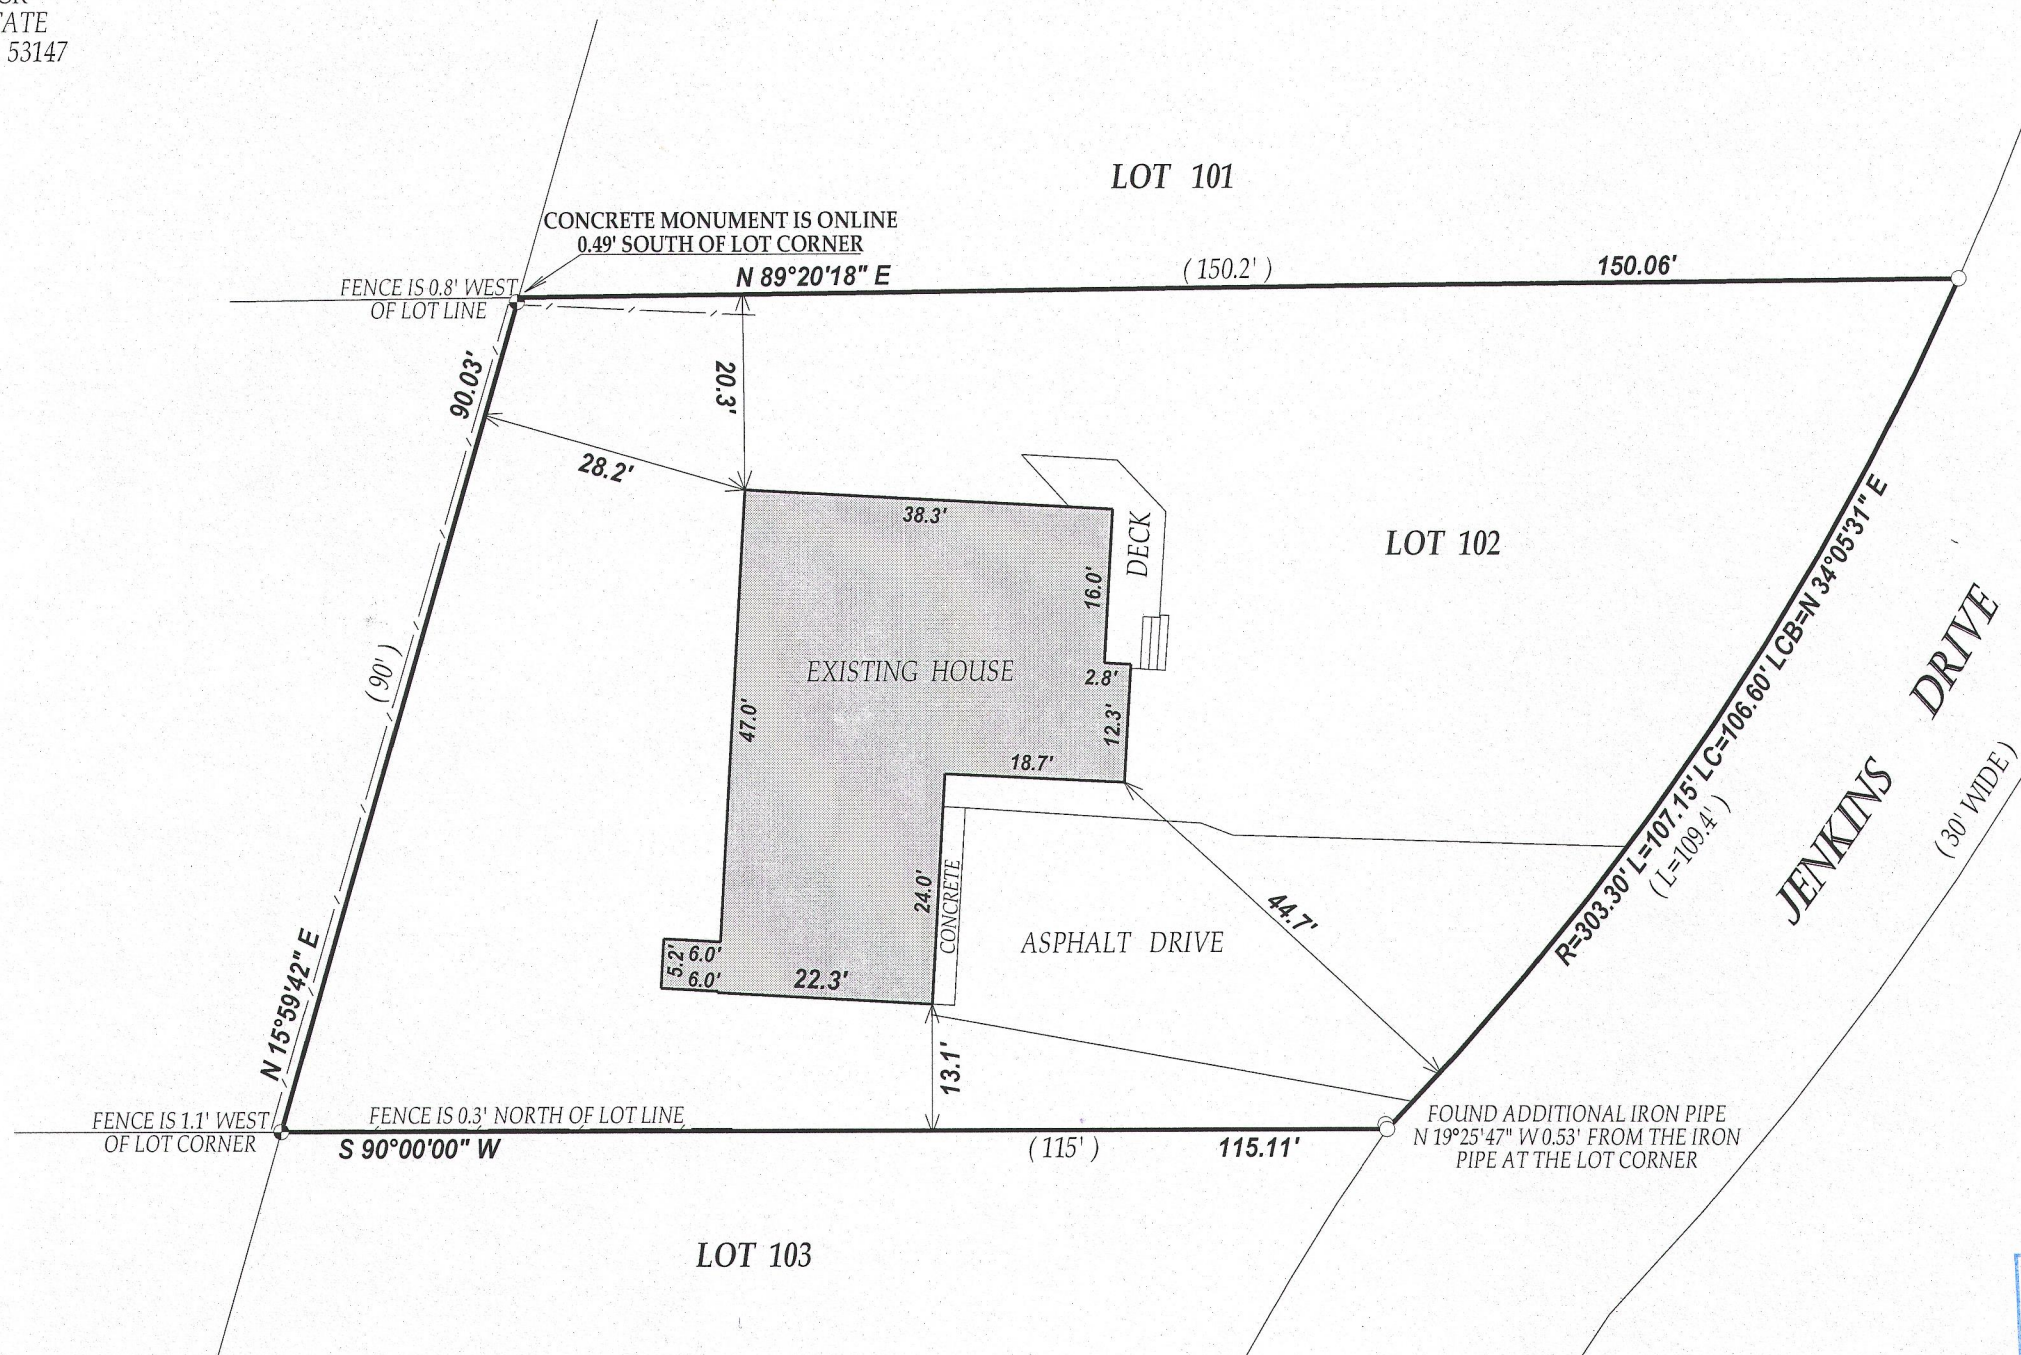 ATE
53147
LOT 101
CONCRETE MONUMENT IS ONLINE
0.49' SOUTH OF LOT CORNER
FENCE IS 0.8' WEST
OF LOT LINE
N 89°20'18" E
( 150.2' )
150.06'
90.03'
20.3'
28.2'
38.3'
DECK
LOT 102
16.0'
EXISTING HOUSE
2.8'
47.0'
12.3'
18.7'
( 90' )
R=303.30' L=107.15' LC=106.60' LCB=N 34°05'31" E
( L=109.4' )
JENKINS DRIVE
( 30' WIDE )
24.0'
CONCRETE
ASPHALT DRIVE
44.7'
5.2'
6.0'
6.0'
22.3'
N 15°59'42" E
13.1'
FENCE IS 1.1' WEST
OF LOT CORNER
FENCE IS 0.3' NORTH OF LOT LINE
S 90°00'00" W
( 115' )
115.11'
FOUND ADDITIONAL IRON PIPE
N 19°25'47" W 0.53' FROM THE IRON
PIPE AT THE LOT CORNER
LOT 103